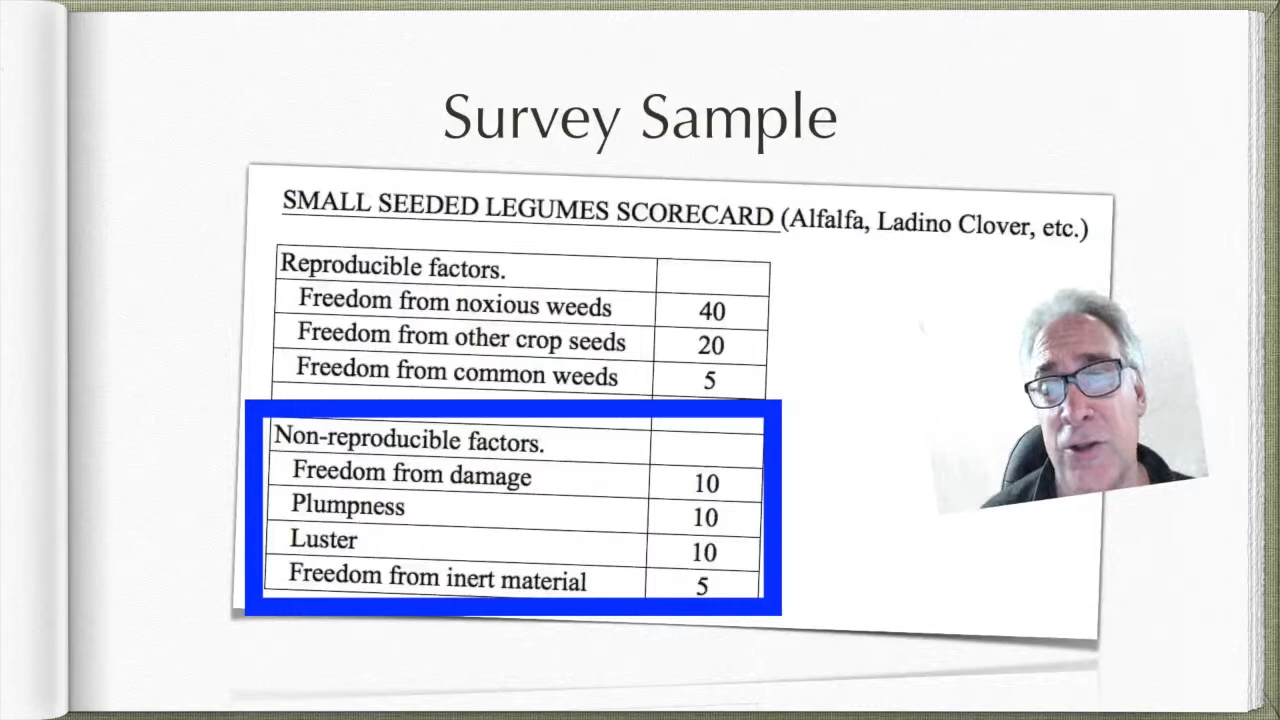 Survey Sample
SMALL SEEDED LEGUMES SCORECARD (Alfalfa, Ladino Clover, etc.)
Reproducible factors.
Freedom from noxious weeds 40
Freedom from other crop seeds 20
Freedom from common weeds 5
Non-reproducible factors.
Freedom from damage 10
Plumpness 10
Luster 10
Freedom from inert material 5